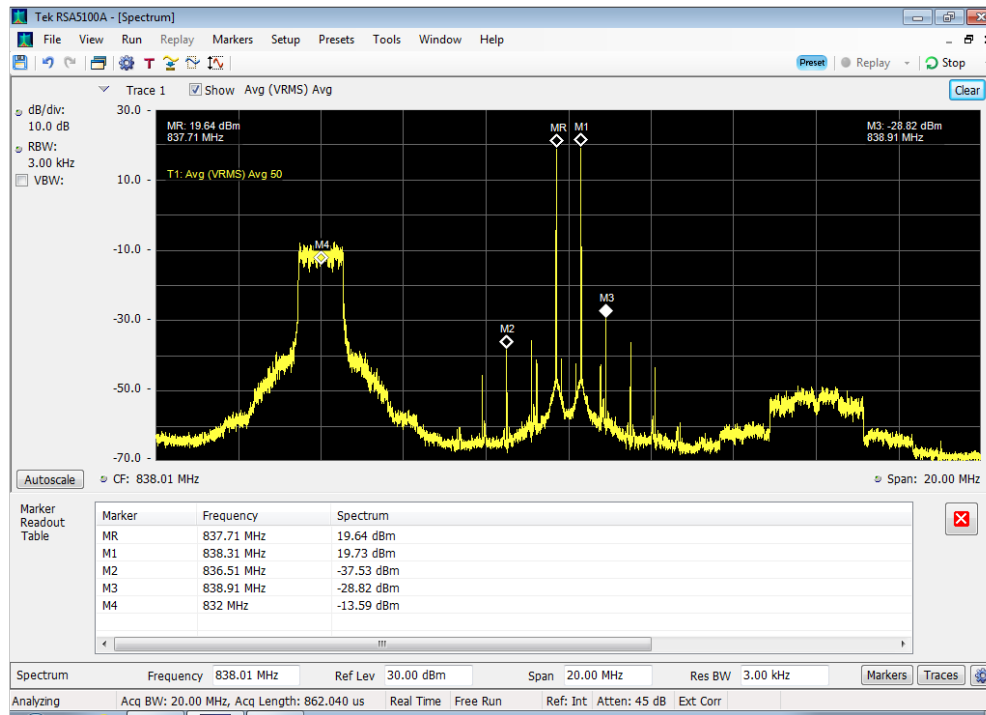 Tek RSA5100A - [Spectrum]
File View Run Replay Markers Setup Presets Tools Window Help
T Preset Replay Stop
Trace 1 Show Avg (VRMS) Avg Clear
dB/div:
10.0 dB
RBW:
3.00 kHz
VBW:
30.0
10.0
-10.0
-30.0
-50.0
-70.0
MR: 19.64 dBm
837.71 MHz
T1: Avg (VRMS) Avg 50
M3: -28.82 dBm
838.91 MHz
MR M1
M4
M3
M2
Autoscale CF: 838.01 MHz Span: 20.00 MHz
Marker
Readout
Table
Marker Frequency Spectrum
MR 837.71 MHz 19.64 dBm
M1 838.31 MHz 19.73 dBm
M2 836.51 MHz -37.53 dBm
M3 838.91 MHz -28.82 dBm
M4 832 MHz -13.59 dBm
Spectrum Frequency 838.01 MHz Ref Lev 30.00 dBm Span 20.00 MHz Res BW 3.00 kHz Markers Traces
Analyzing Acq BW: 20.00 MHz, Acq Length: 862.040 us Real Time Free Run Ref: Int Atten: 45 dB Ext Corr